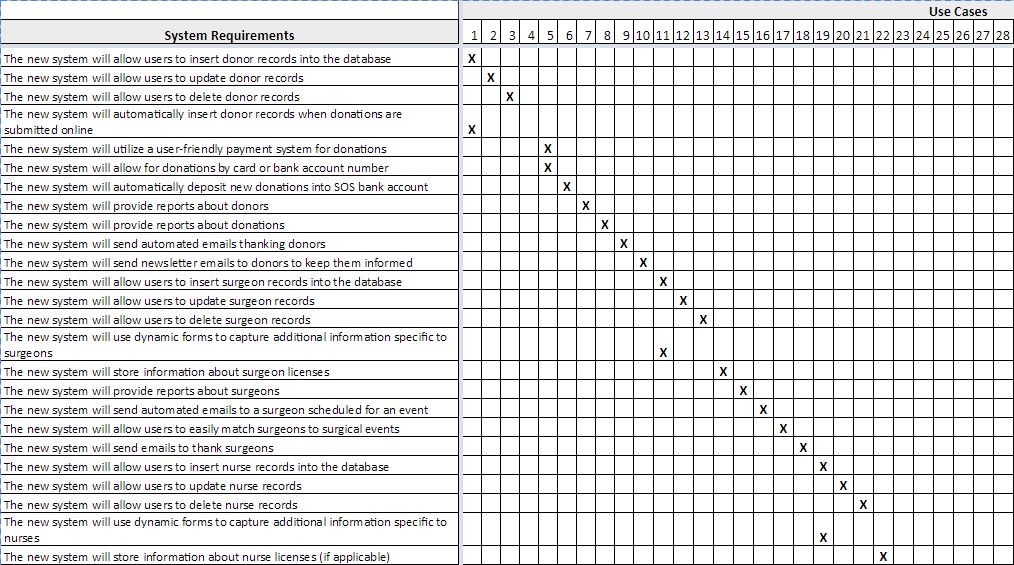 Use Cases
System Requirements 1 2 3 4 5 6 7 8 9 10 11 12 13 14 15 16 17 18 19 20 21 22 23 24 25 26 27 28
The new system will allow users to insert donor records into the database X
The new system will allow users to update donor records X
The new system will allow users to delete donor records X
The new system will automatically insert donor records when donations are
submitted online X
The new system will utilize a user-friendly payment system for donations X
The new system will allow for donations by card or bank account number X
The new system will automatically deposit new donations into SOS bank account X
The new system will provide reports about donors X
The new system will provide reports about donations X
The new system will send automated emails thanking donors X
The new system will send newsletter emails to donors to keep them informed X
The new system will allow users to insert surgeon records into the database X
The new system will allow users to update surgeon records X
The new system will allow users to delete surgeon records X
The new system will use dynamic forms to capture additional information specific to
surgeons X
The new system will store information about surgeon licenses X
The new system will provide reports about surgeons X
The new system will send automated emails to a surgeon scheduled for an event X
The new system will allow users to easily match surgeons to surgical events X
The new system will send emails to thank surgeons X
The new system will allow users to insert nurse records into the database X
The new system will allow users to update nurse records X
The new system will allow users to delete nurse records X
The new system will use dynamic forms to capture additional information specific to
nurses X
The new system will store information about nurse licenses (if applicable) X